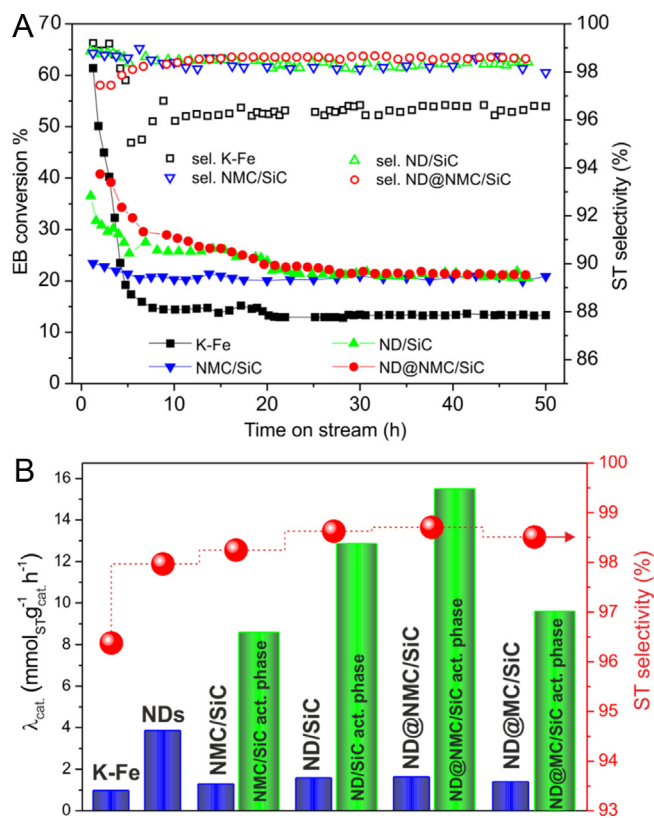 A
70
60
50
40
30
20
10
0
EB conversion %
100
98
96
94
92
90
88
86
ST selectivity (%)
sel. K-Fe
sel. ND/SiC
sel. NMC/SiC
sel. ND@NMC/SiC
K-Fe
ND/SiC
NMC/SiC
ND@NMC/SiC
0 10 20 30 40 50
Time on stream (h)
B
16
14
12
10
8
6
4
2
0
λcat. (mmolST g⁻¹cat. h⁻¹)
100
99
98
97
96
95
94
93
ST selectivity (%)
K-Fe
NDs
NMC/SiC
NMC/SiC act. phase
ND/SiC
ND/SiC act. phase
ND@NMC/SiC
ND@NMC/SiC act. phase
ND@MC/SiC
ND@MC/SiC act. phase